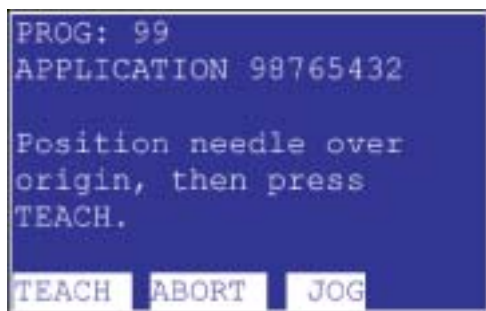 PROG: 99
APPLICATION 98765432
Position needle over
origin, then press
TEACH.
TEACH ABORT JOG